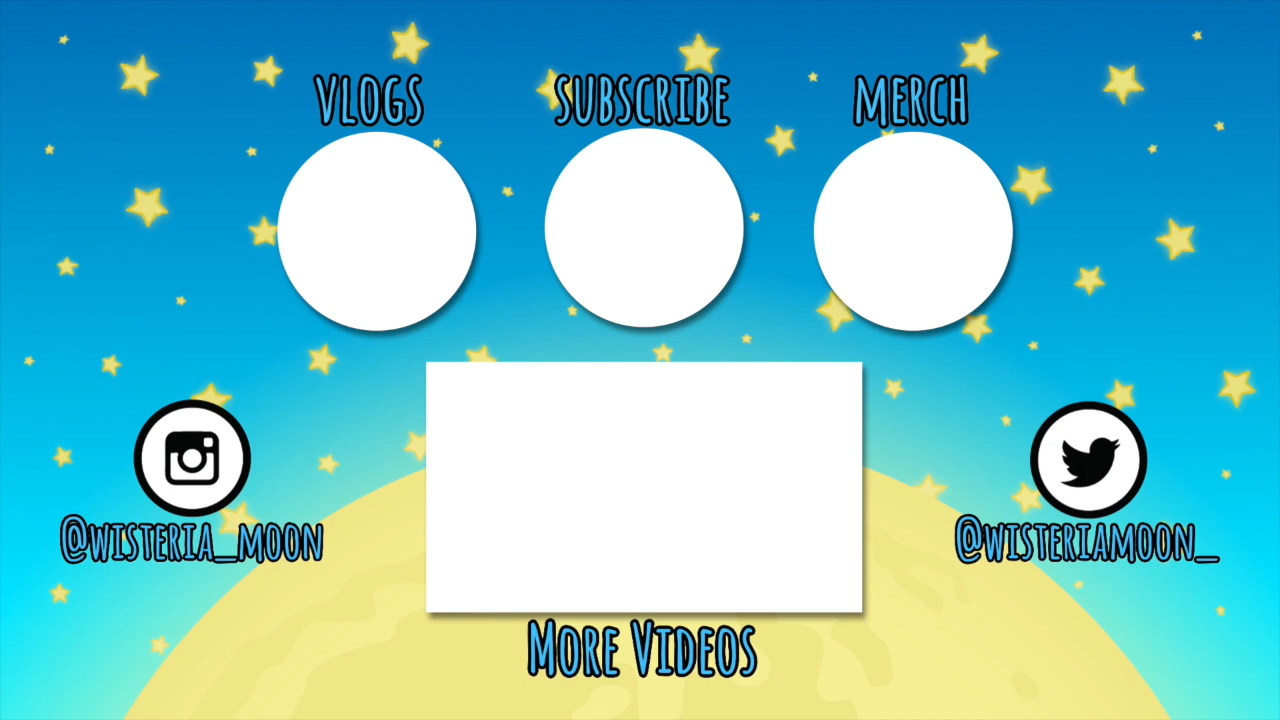 VLOGS
SUBSCRIBE
MERCH
@WISTERIA_MOON
@WISTERIAMOON_
MORE VIDEOS